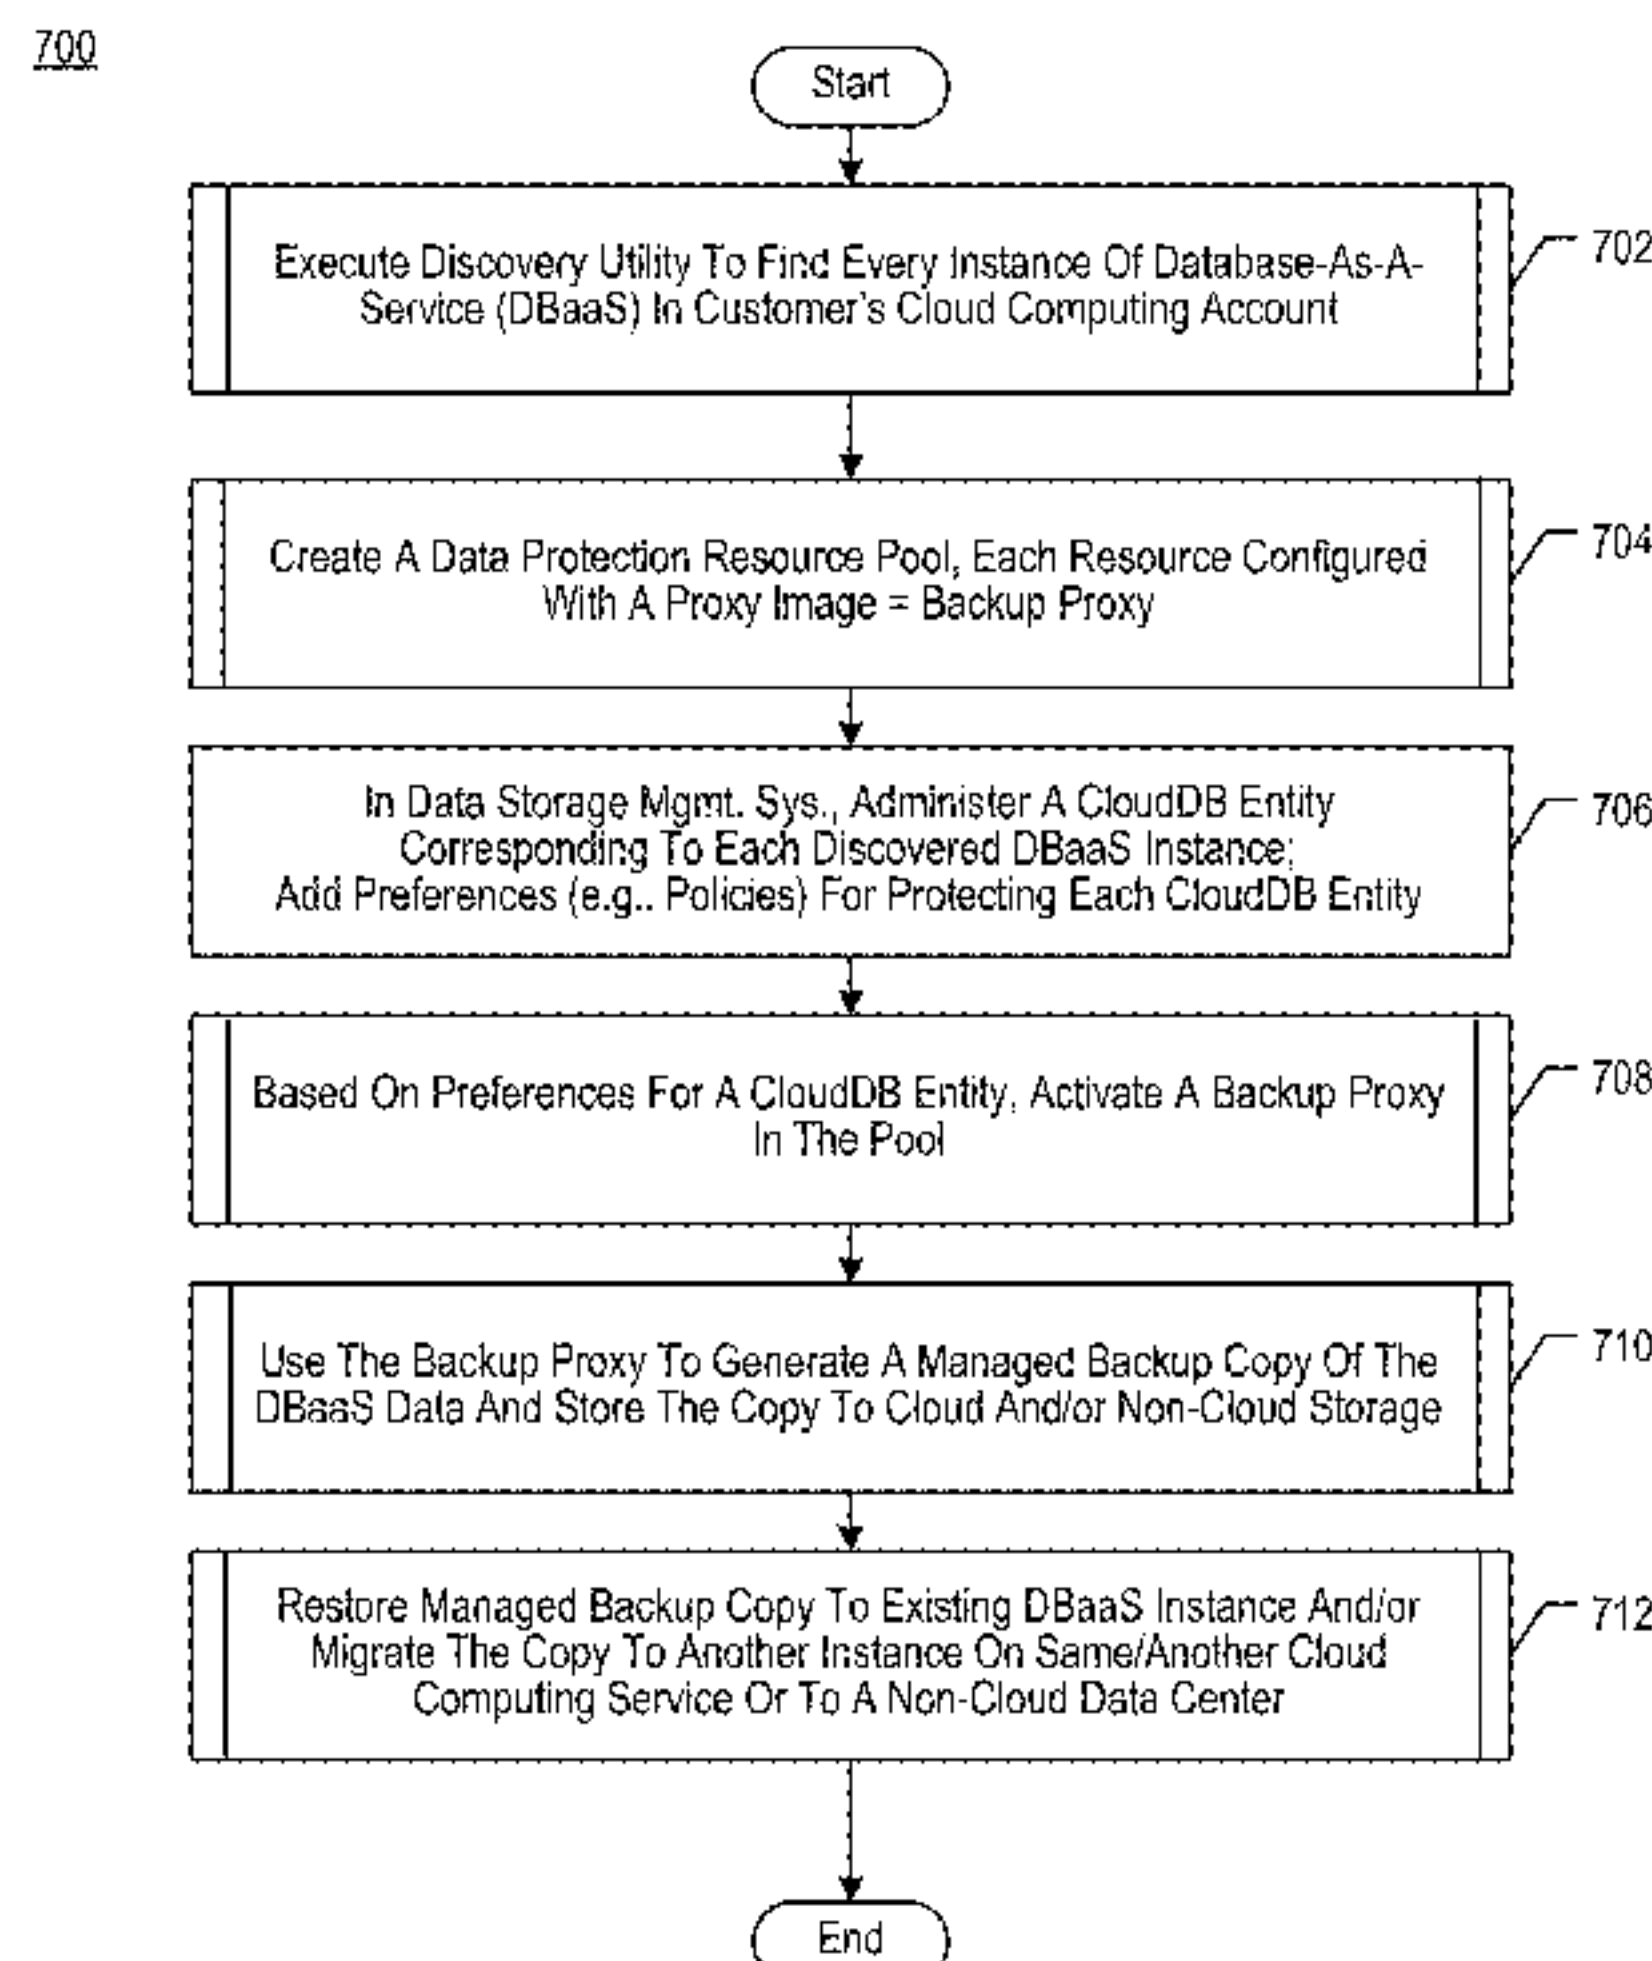 700
Start
Execute Discovery Utility To Find Every Instance Of Database-As-A-
Service (DBaaS) In Customer's Cloud Computing Account
702
Create A Data Protection Resource Pool, Each Resource Configured
With A Proxy Image = Backup Proxy
704
In Data Storage Mgmt. Sys., Administer A CloudDB Entity
Corresponding To Each Discovered DBaaS Instance;
Add Preferences (e.g.. Policies) For Protecting Each CloudDB Entity
706
Based On Preferences For A CloudDB Entity, Activate A Backup Proxy
In The Pool
708
Use The Backup Proxy To Generate A Managed Backup Copy Of The
DBaaS Data And Store The Copy To Cloud And/or Non-Cloud Storage
710
Restore Managed Backup Copy To Existing DBaaS Instance And/or
Migrate The Copy To Another Instance On Same/Another Cloud
Computing Service Or To A Non-Cloud Data Center
712
End